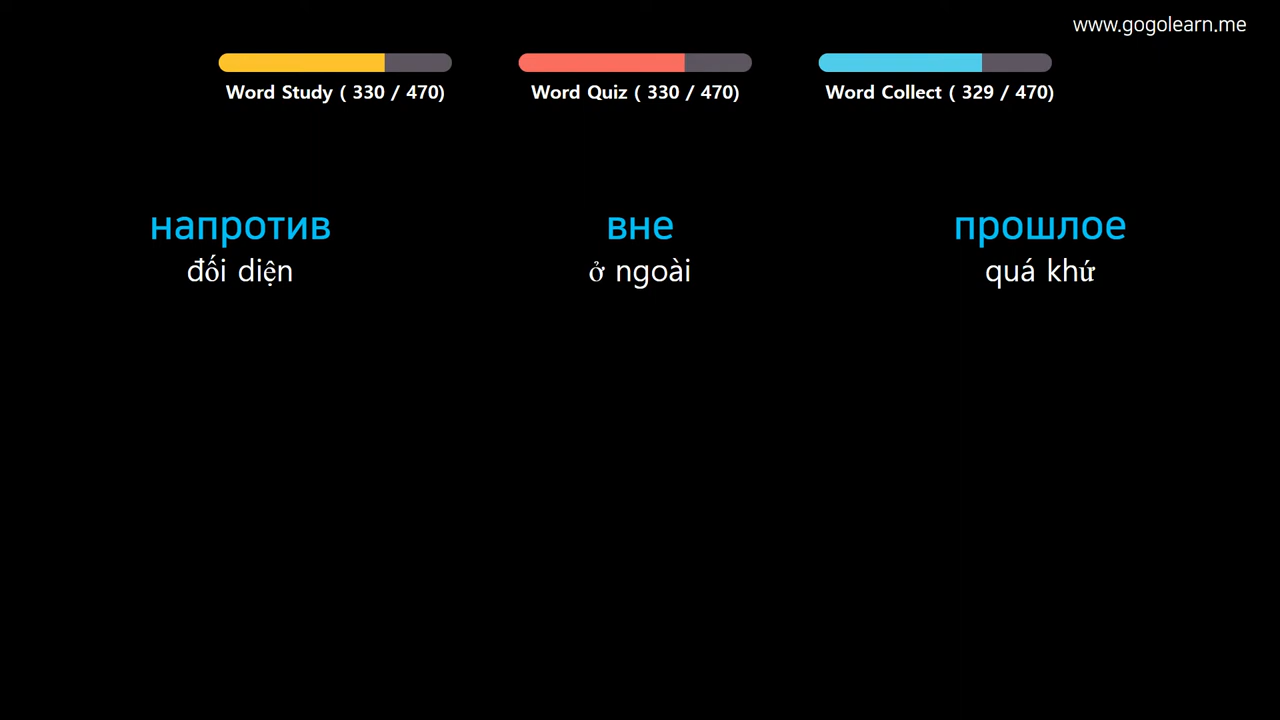 www.gogolearn.me
Word Study ( 330 / 470)
Word Quiz ( 330 / 470)
Word Collect ( 329 / 470)
напротив
đối diện
вне
ở ngoài
прошлое
quá khứ